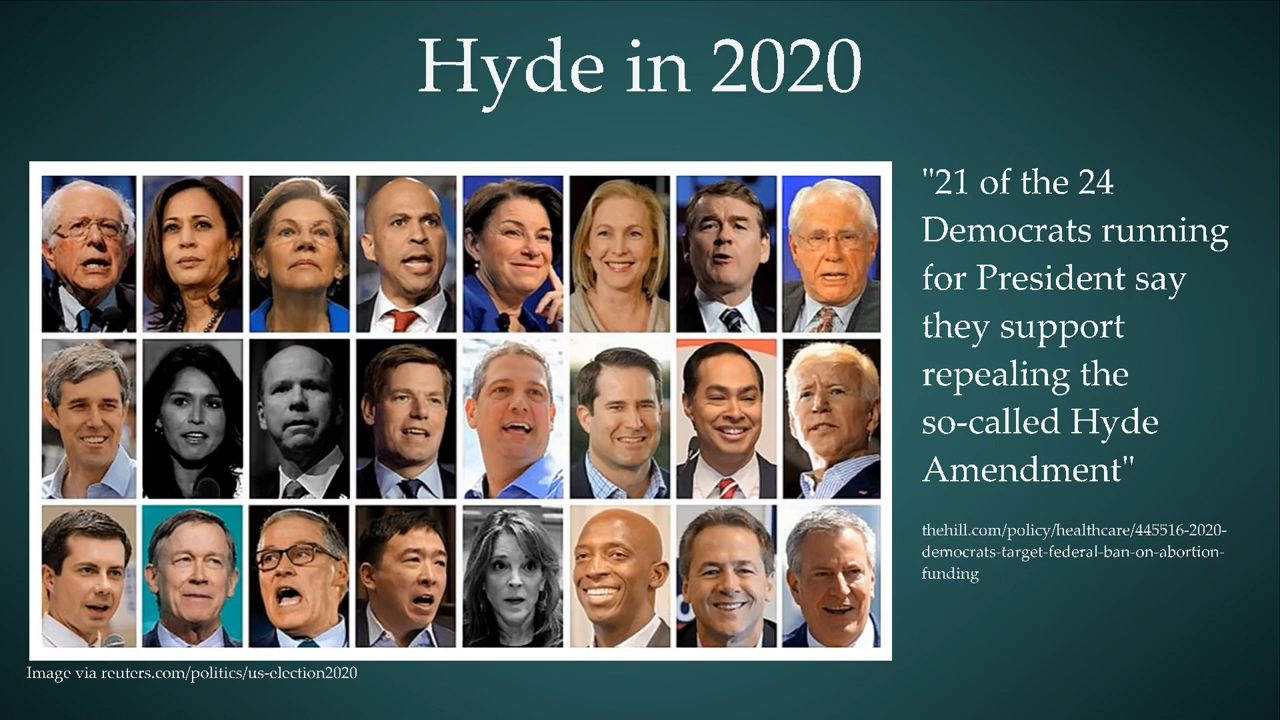 Hyde in 2020
"21 of the 24
Democrats running
for President say
they support
repealing the
so-called Hyde
Amendment"
thehill.com/policy/healthcare/445516-2020-
democrats-target-federal-ban-on-abortion-
funding
Image via reuters.com/politics/us-election2020